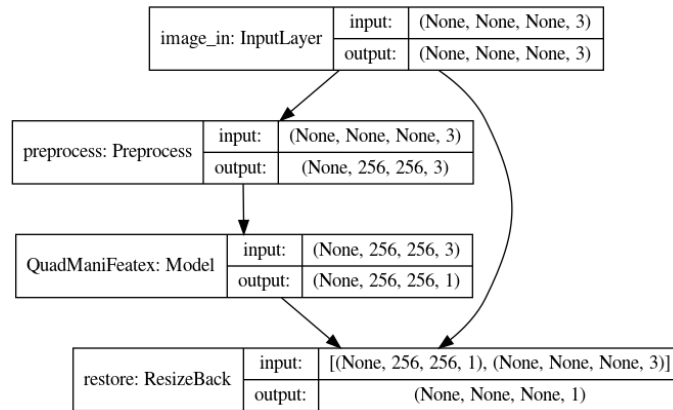 image_in: InputLayer
input: (None, None, None, 3)
output: (None, None, None, 3)
preprocess: Preprocess
input: (None, None, None, 3)
output: (None, 256, 256, 3)
QuadManiFeatex: Model
input: (None, 256, 256, 3)
output: (None, 256, 256, 1)
restore: ResizeBack
input: [(None, 256, 256, 1), (None, None, None, 3)]
output: (None, None, None, 1)